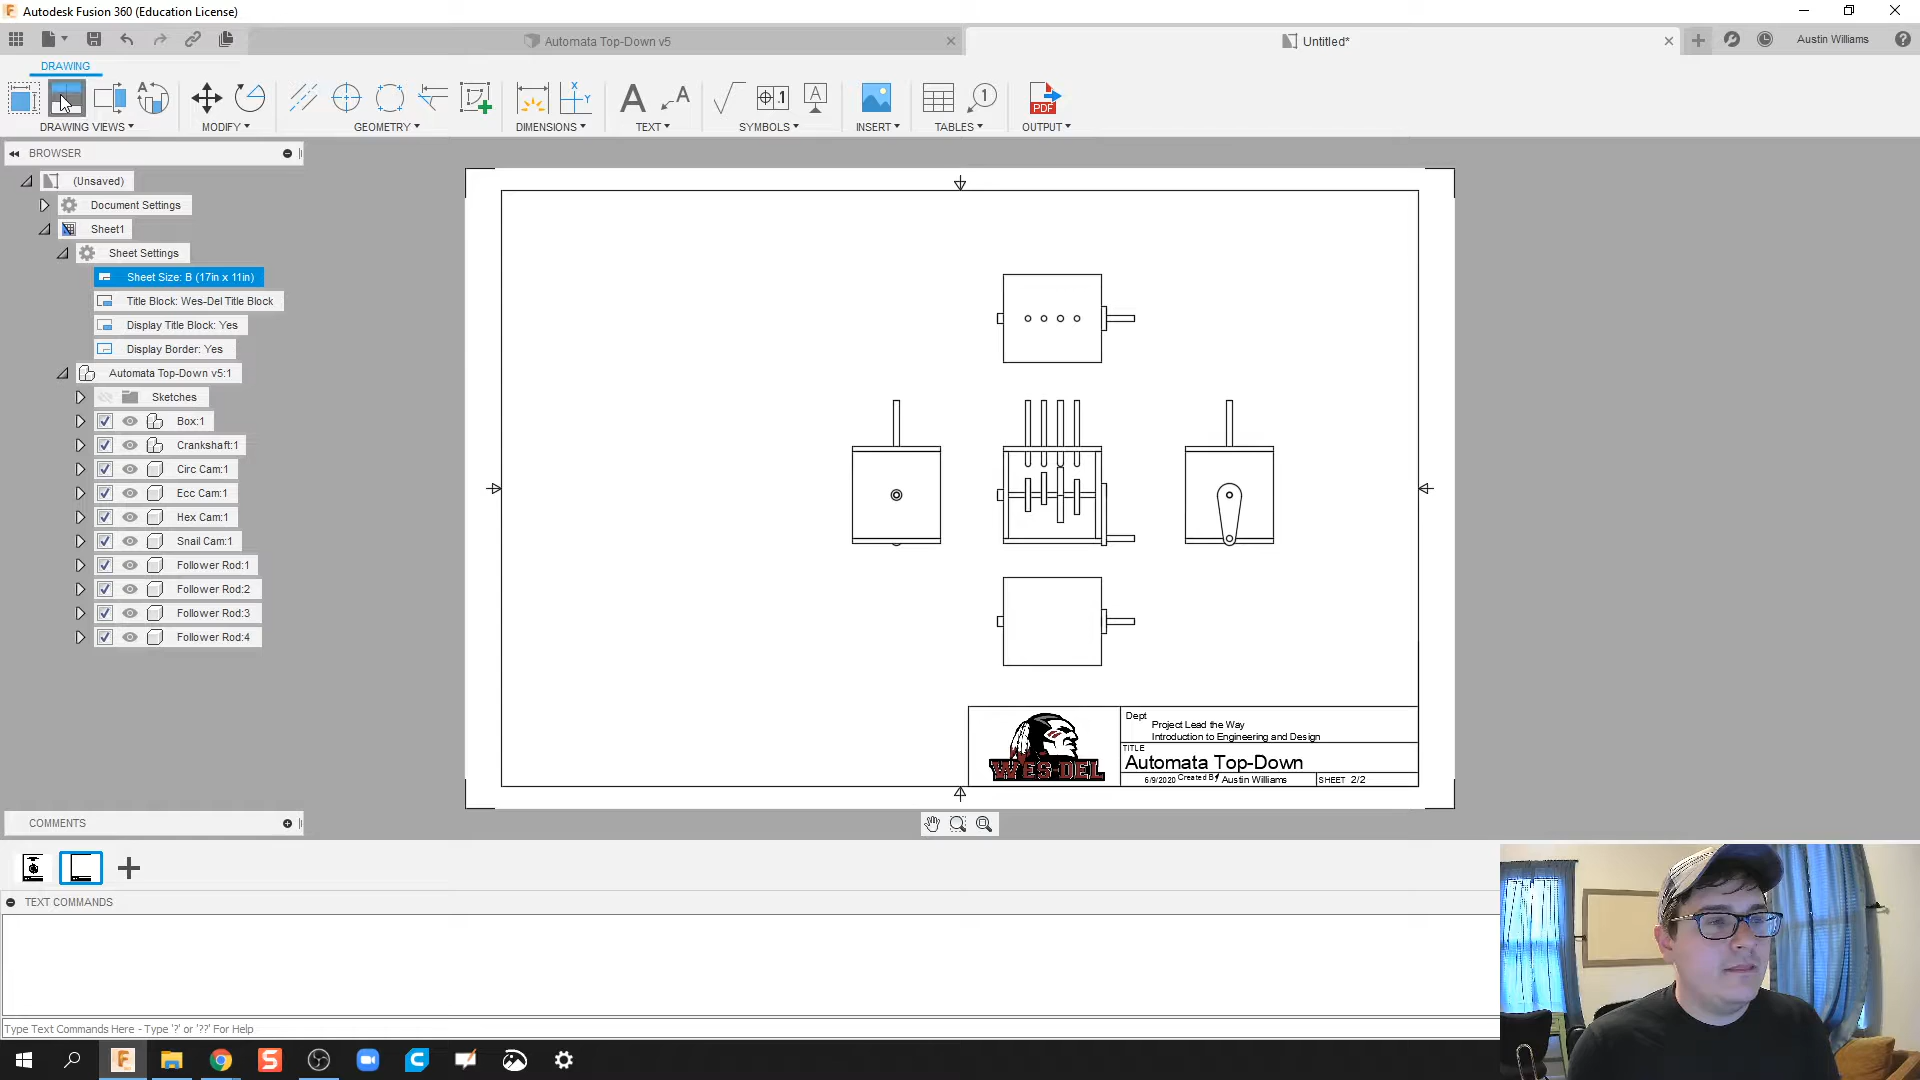 Autodesk Fusion 360 (Education License)
Automata Top-Down v5
Untitled*
Austin Williams
DRAWING
DRAWING VIEWS
MODIFY
GEOMETRY
DIMENSIONS
TEXT
SYMBOLS
INSERT
TABLES
OUTPUT
BROWSER
(Unsaved)
Document Settings
Sheet1
Sheet Settings
Sheet Size: B (17in x 11in)
Title Block: Wes-Del Title Block
Display Title Block: Yes
Display Border: Yes
Automata Top-Down v5:1
Sketches
Box:1
Crankshaft:1
Circ Cam:1
Ecc Cam:1
Hex Cam:1
Snail Cam:1
Follower Rod:1
Follower Rod:2
Follower Rod:3
Follower Rod:4
WES-DEL
Dept
Project Lead the Way
Introduction to Engineering and Design
TITLE
Automata Top-Down
6/9/2020 Created By Austin Williams
SHEET 2/2
COMMENTS
TEXT COMMANDS
Type Text Commands Here - Type '?' or '??' For Help